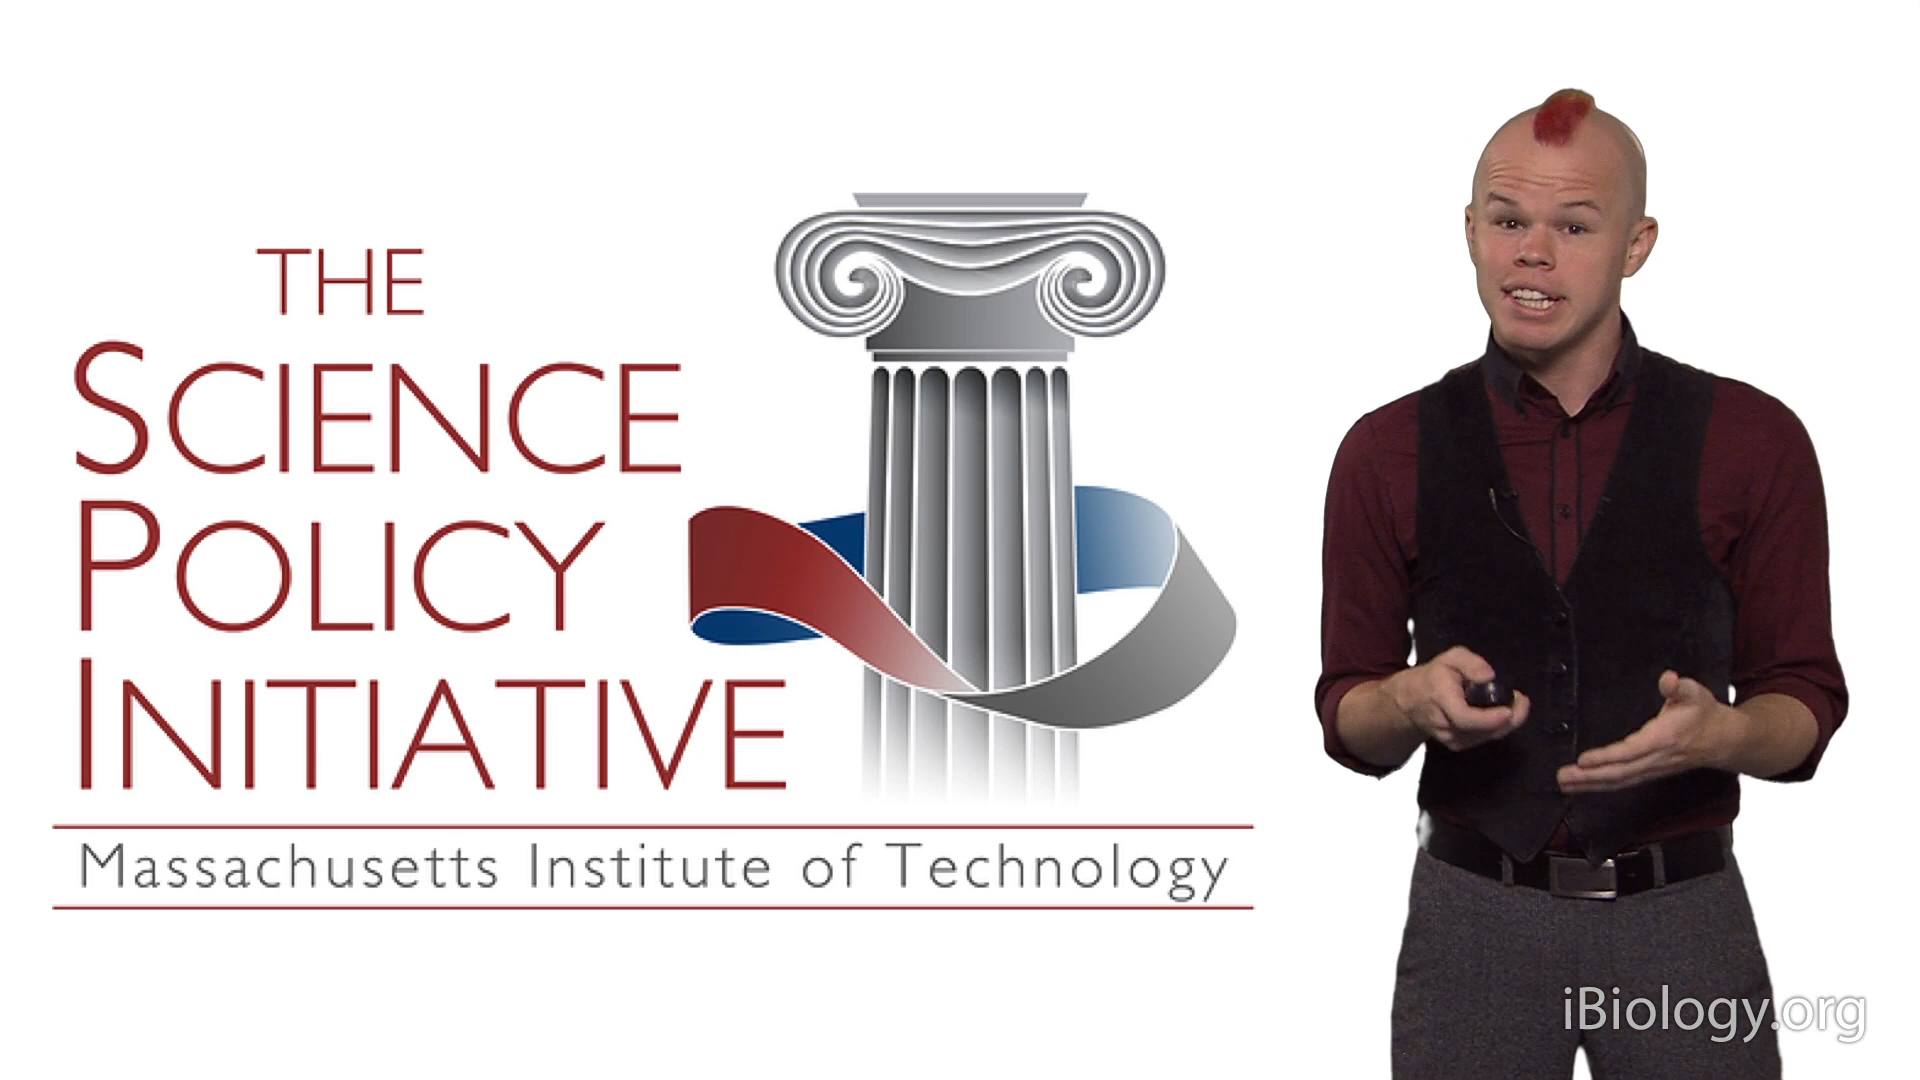 THE
SCIENCE
POLICY
INITIATIVE
Massachusetts Institute of Technology
iBiology.org